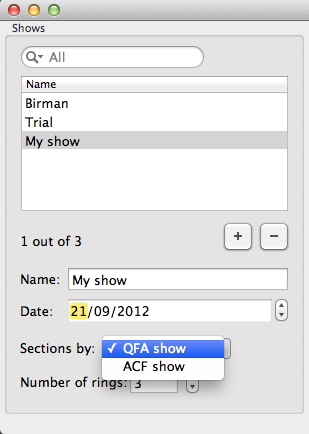 Shows
All
Name
Birman
Trial
My show
1 out of 3
Name: My show
Date: 21/09/2012
Sections by: ✓ QFA show
ACF show
Number of rings: 3